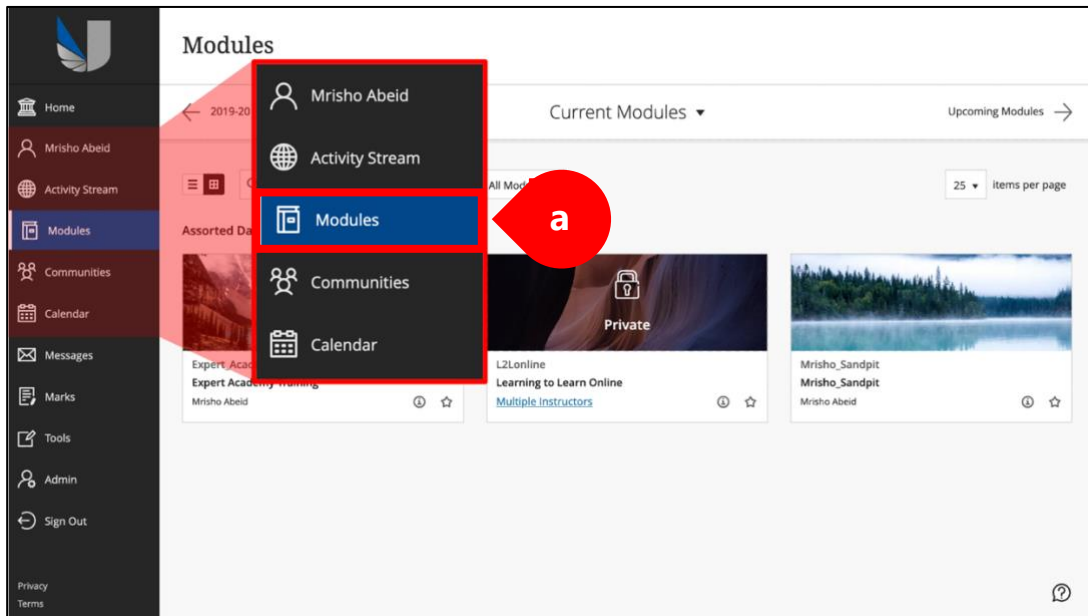 Modules
Home
Mrisho Abeid
Activity Stream
Modules
Communities
Calendar
Messages
Marks
Tools
Admin
Sign Out
Privacy
Terms
2019-20
Current Modules
Upcoming Modules
25 items per page
Assorted Da
Mrisho Abeid
Activity Stream
Modules
Communities
Calendar
a
Expert Academy Training
Mrisho Abeid
Private
L2Lonline
Learning to Learn Online
Multiple Instructors
Mrisho_Sandpit
Mrisho_Sandpit
Mrisho Abeid